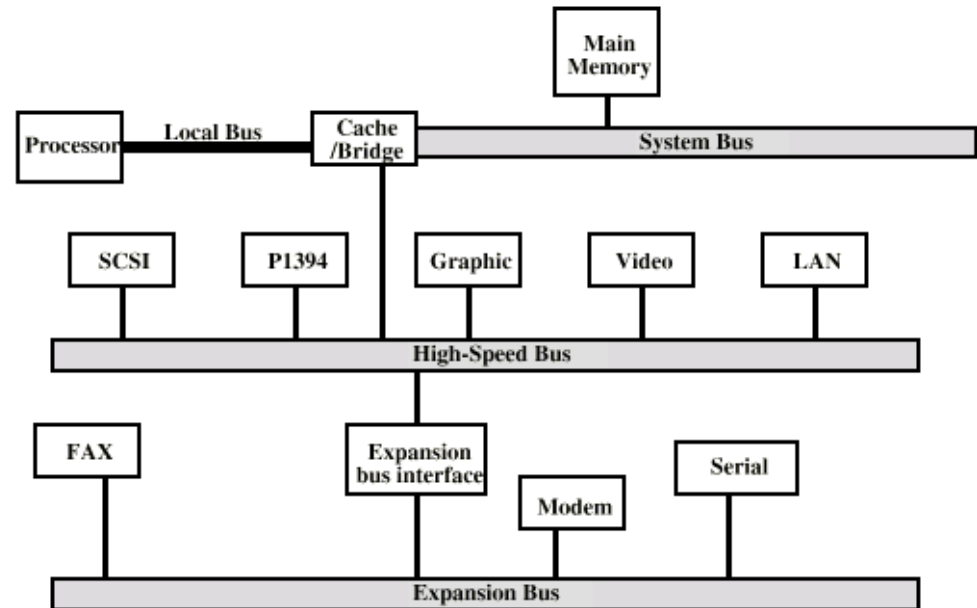 Main
Memory
Processor
Local Bus
Cache
/Bridge
System Bus
SCSI
P1394
Graphic
Video
LAN
High-Speed Bus
FAX
Expansion
bus interface
Modem
Serial
Expansion Bus